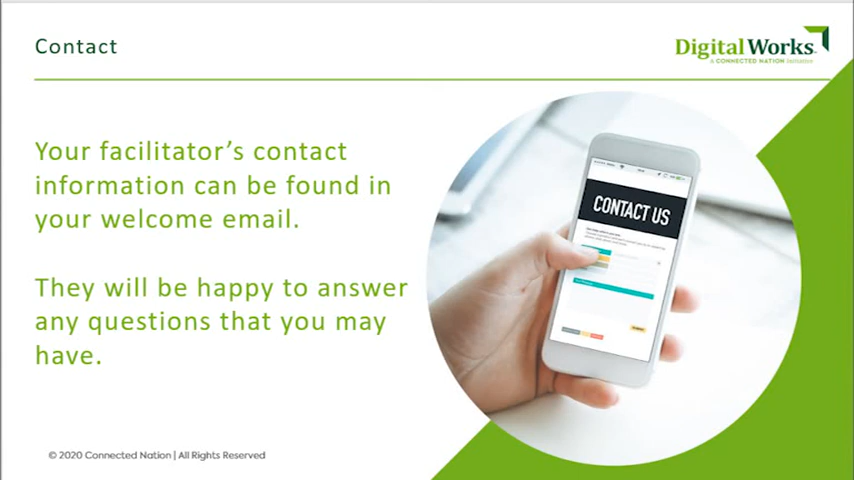 Contact
Digital Works
A CONNECTED NATION Initiative
Your facilitator’s contact
information can be found in
your welcome email.
They will be happy to answer
any questions that you may
have.
CONTACT US
© 2020 Connected Nation | All Rights Reserved